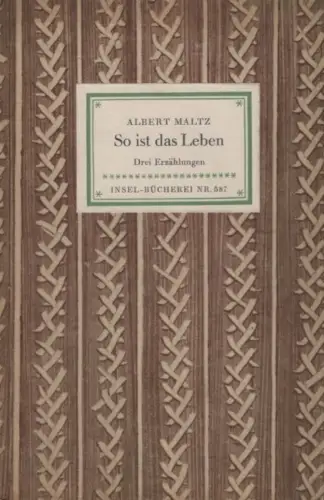 ALBERT MALTZ
So ist das Leben
Drei Erzählungen
INSEL-BÜCHEREI NR. 587